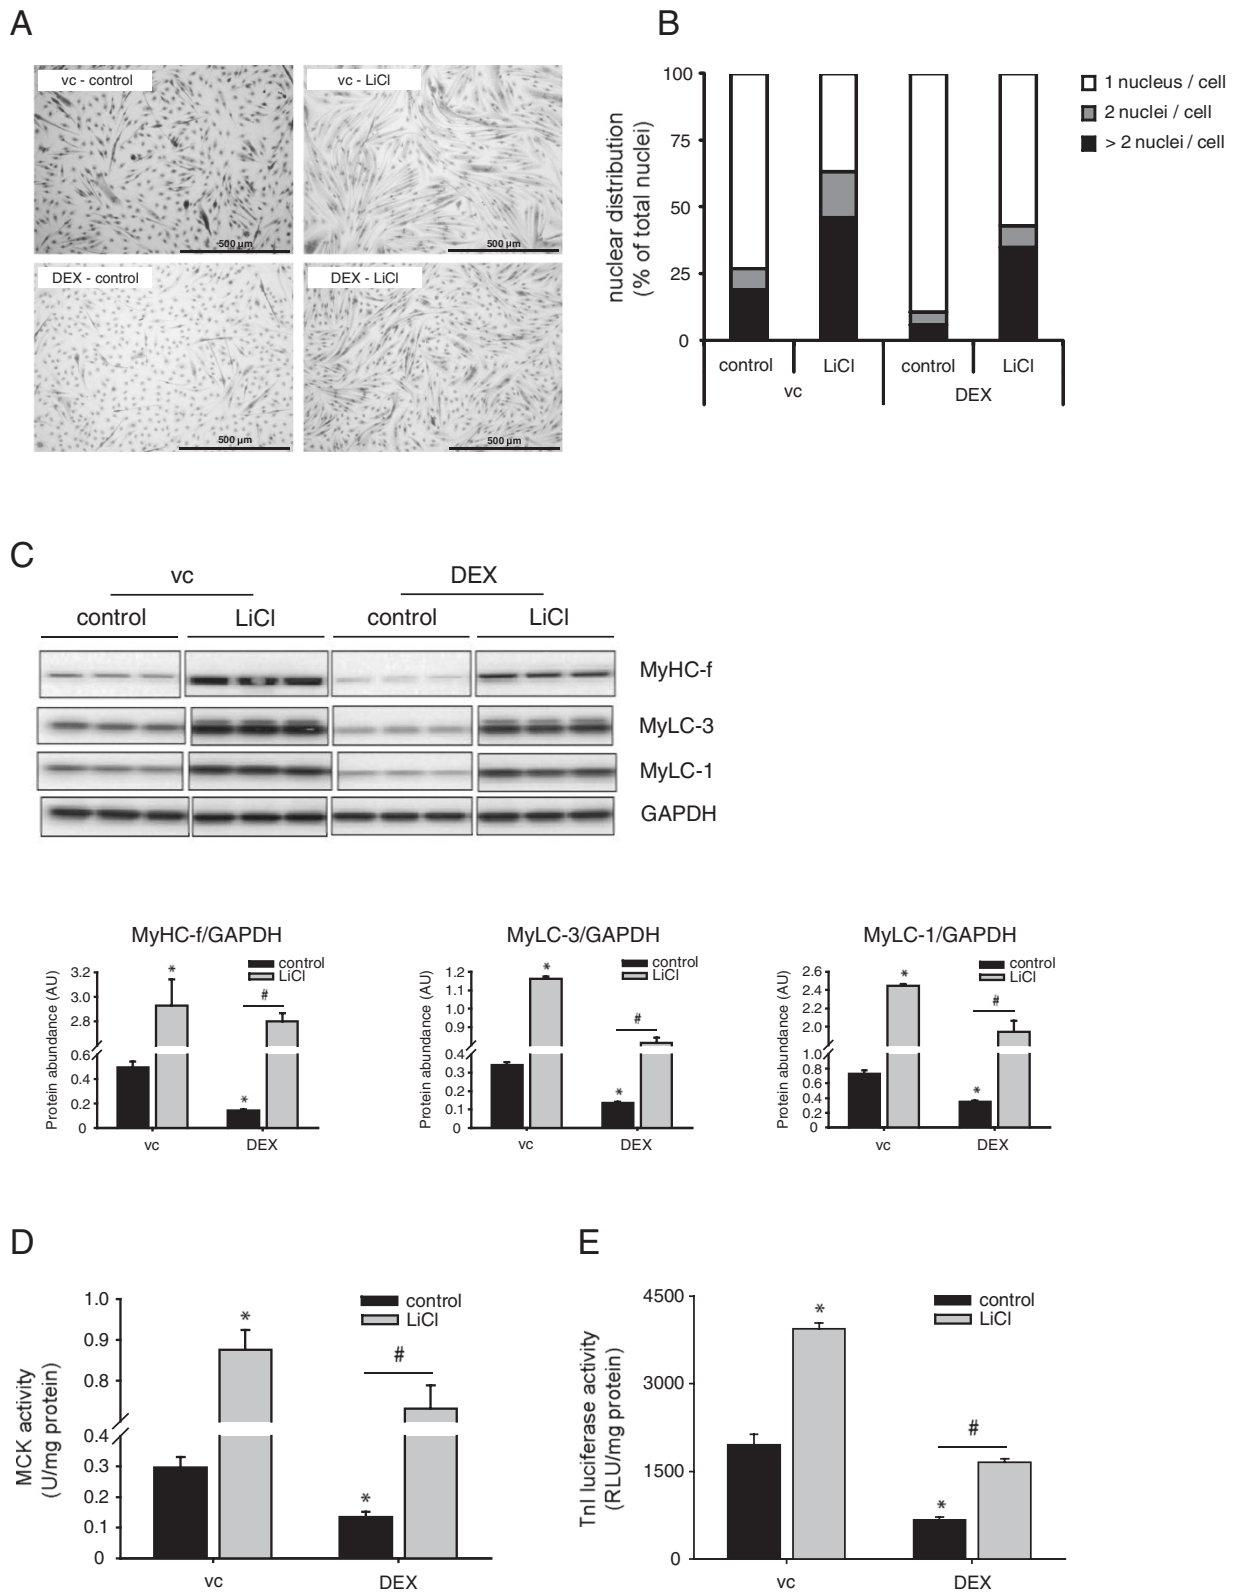 A
vc - control
vc - LiCl
500 µm
500 µm
DEX - control
DEX - LiCl
500 µm
500 µm
B
nuclear distribution
(% of total nuclei)
100
75
50
25
0
control
LiCl
control
LiCl
vc
DEX
1 nucleus / cell
2 nuclei / cell
> 2 nuclei / cell
C
vc
DEX
control
LiCl
control
LiCl
MyHC-f
MyLC-3
MyLC-1
GAPDH
MyHC-f/GAPDH
Protein abundance (AU)
3.2
3.0
2.8
0.6
0.4
0.2
0
*
*
#
control
LiCl
vc
DEX
MyLC-3/GAPDH
Protein abundance (AU)
1.2
1.1
1.0
0.9
0.4
0.3
0.2
0.1
0
*
*
#
control
LiCl
vc
DEX
MyLC-1/GAPDH
Protein abundance (AU)
2.6
2.4
2.2
2.0
1.0
0.8
0.6
0.4
0.2
0
*
*
#
control
LiCl
vc
DEX
D
MCK activity
(U/mg protein)
1.0
0.9
0.8
0.4
0.3
0.2
0.1
0
*
*
#
control
LiCl
vc
DEX
E
TnI luciferase activity
(RLU/mg protein)
4500
3000
1500
0
*
*
#
control
LiCl
vc
DEX